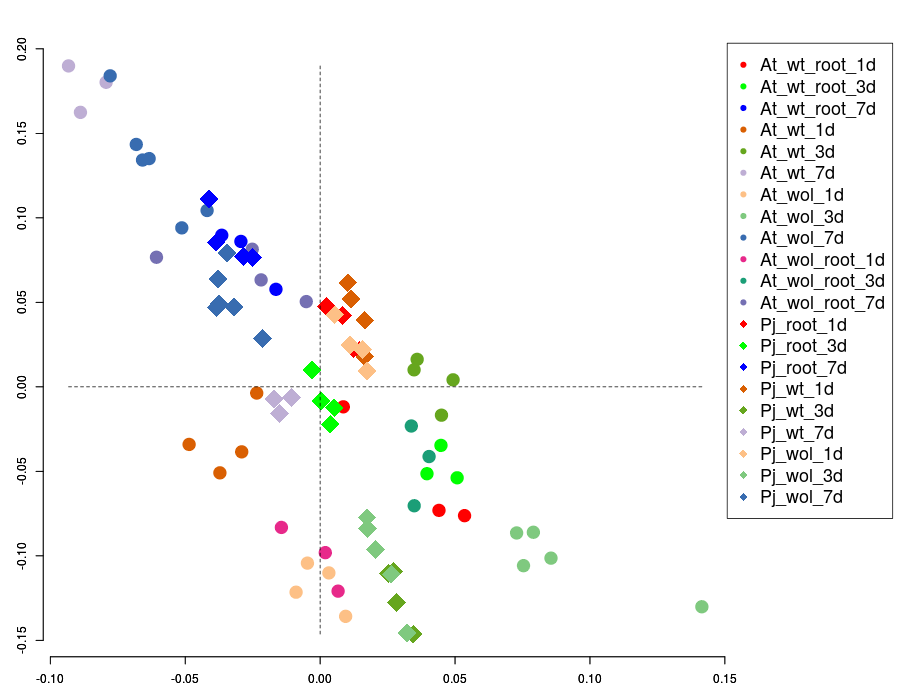 0.20
0.15
0.10
0.05
0.00
-0.05
-0.10
-0.15
-0.10
-0.05
0.00
0.05
0.10
0.15
At_wt_root_1d
At_wt_root_3d
At_wt_root_7d
At_wt_1d
At_wt_3d
At_wt_7d
At_wol_1d
At_wol_3d
At_wol_7d
At_wol_root_1d
At_wol_root_3d
At_wol_root_7d
Pj_root_1d
Pj_root_3d
Pj_root_7d
Pj_wt_1d
Pj_wt_3d
Pj_wt_7d
Pj_wol_1d
Pj_wol_3d
Pj_wol_7d